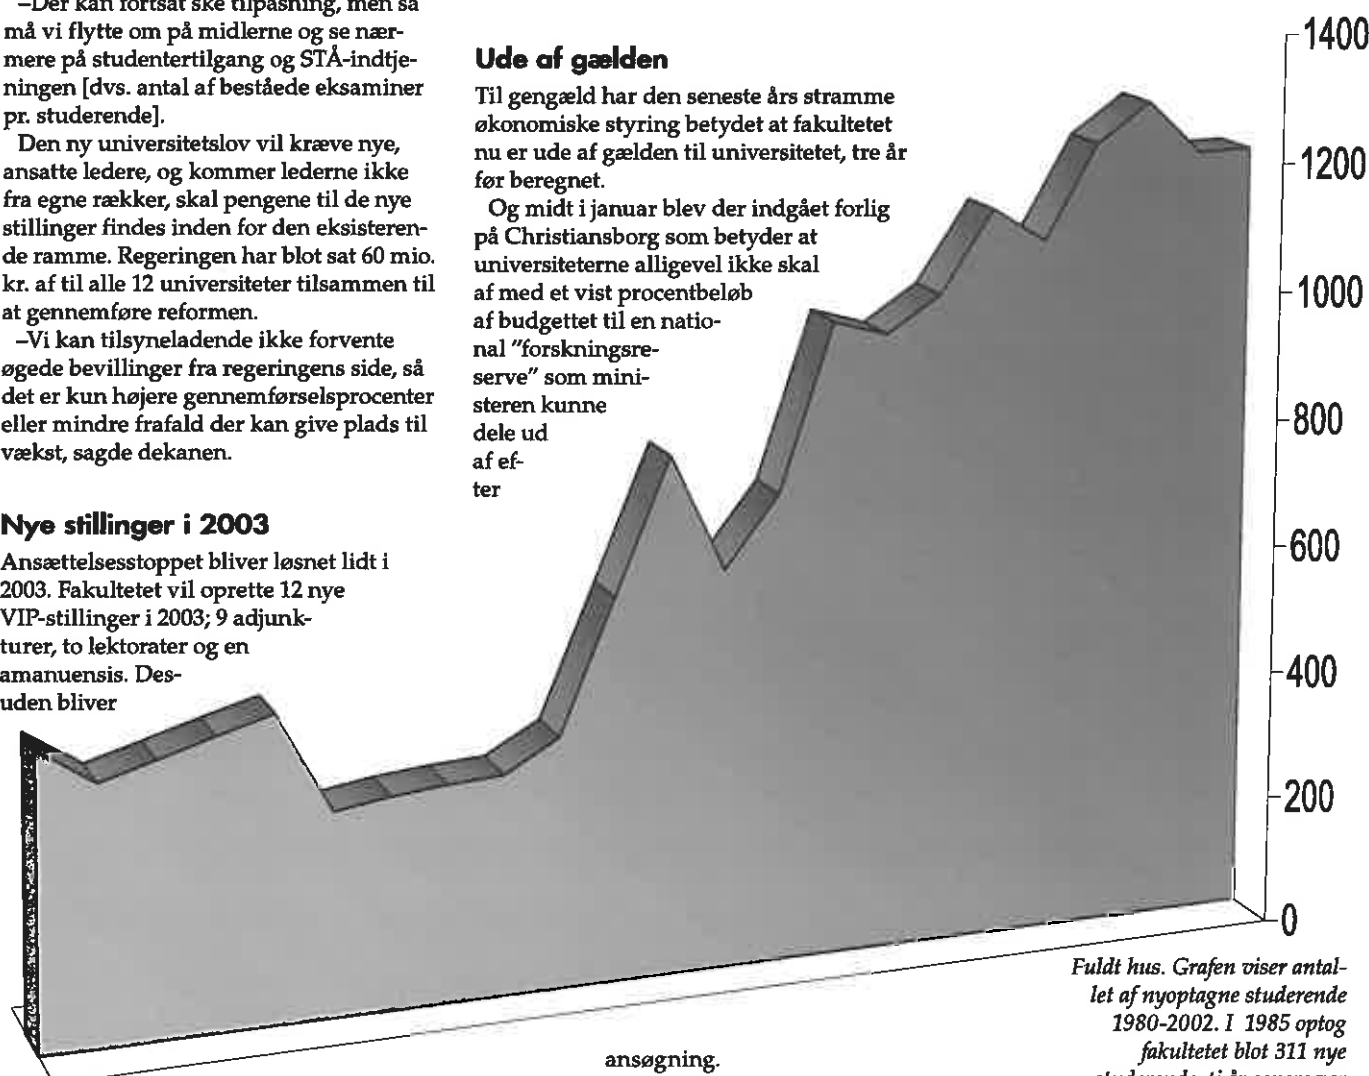 –Der kan fortsat ske tilpasning, men så
må vi flytte om på midlerne og se nær-
mere på studentertilgang og STÅ-indtje-
ningen [dvs. antal af beståede eksaminer
pr. studerende].
Den ny universitetslov vil kræve nye,
ansatte ledere, og kommer lederne ikke
fra egne rækker, skal pengene til de nye
stillinger findes inden for den eksisteren-
de ramme. Regeringen har blot sat 60 mio.
kr. af til alle 12 universiteter tilsammen til
at gennemføre reformen.
–Vi kan tilsyneladende ikke forvente
øgede bevillinger fra regeringens side, så
det er kun højere gennemførselsprocenter
eller mindre frafald der kan give plads til
vækst, sagde dekanen.
Nye stillinger i 2003
Ansættelsesstoppet bliver løsnet lidt i
2003. Fakultetet vil oprette 12 nye
VIP-stillinger i 2003; 9 adjunk-
turer, to lektorater og en
amanuensis. Des-
uden bliver
Ude af gælden
Til gengæld har den seneste års stramme
økonomiske styring betydet at fakultetet
nu er ude af gælden til universitetet, tre år
før beregnet.
Og midt i januar blev der indgået forlig
på Christiansborg som betyder at
universiteterne alligevel ikke skal
af med et vist procentbeløb
af budgettet til en natio-
nal "forskningsre-
serve" som mini-
steren kunne
dele ud
af ef-
ter
ansøgning.
1400
1200
1000
800
600
400
200
0
Fuldt hus. Grafen viser antal-
let af nyoptagne studerende
1980-2002. I 1985 optog
fakultetet blot 311 nye